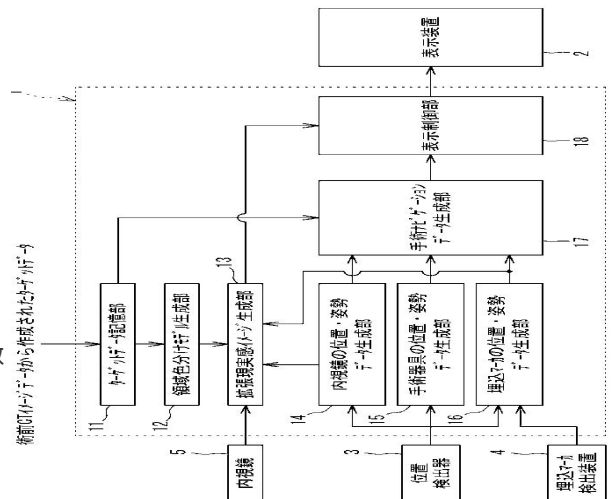 術前CTイメージデータから作成されたターゲットデータ
1
ターゲットデータ記憶部
11
領域色分けモデル生成部
12
拡張現実感イメージ生成部
13
内視鏡
5
内視鏡の位置・姿勢
データ生成部
14
手術器具の位置・姿勢
データ生成部
15
埋込マーカの位置・姿勢
データ生成部
16
位置
検出器
3
埋込マーカ
検出装置
4
手術ナビゲーション
データ生成部
17
表示制御部
18
表示装置
2